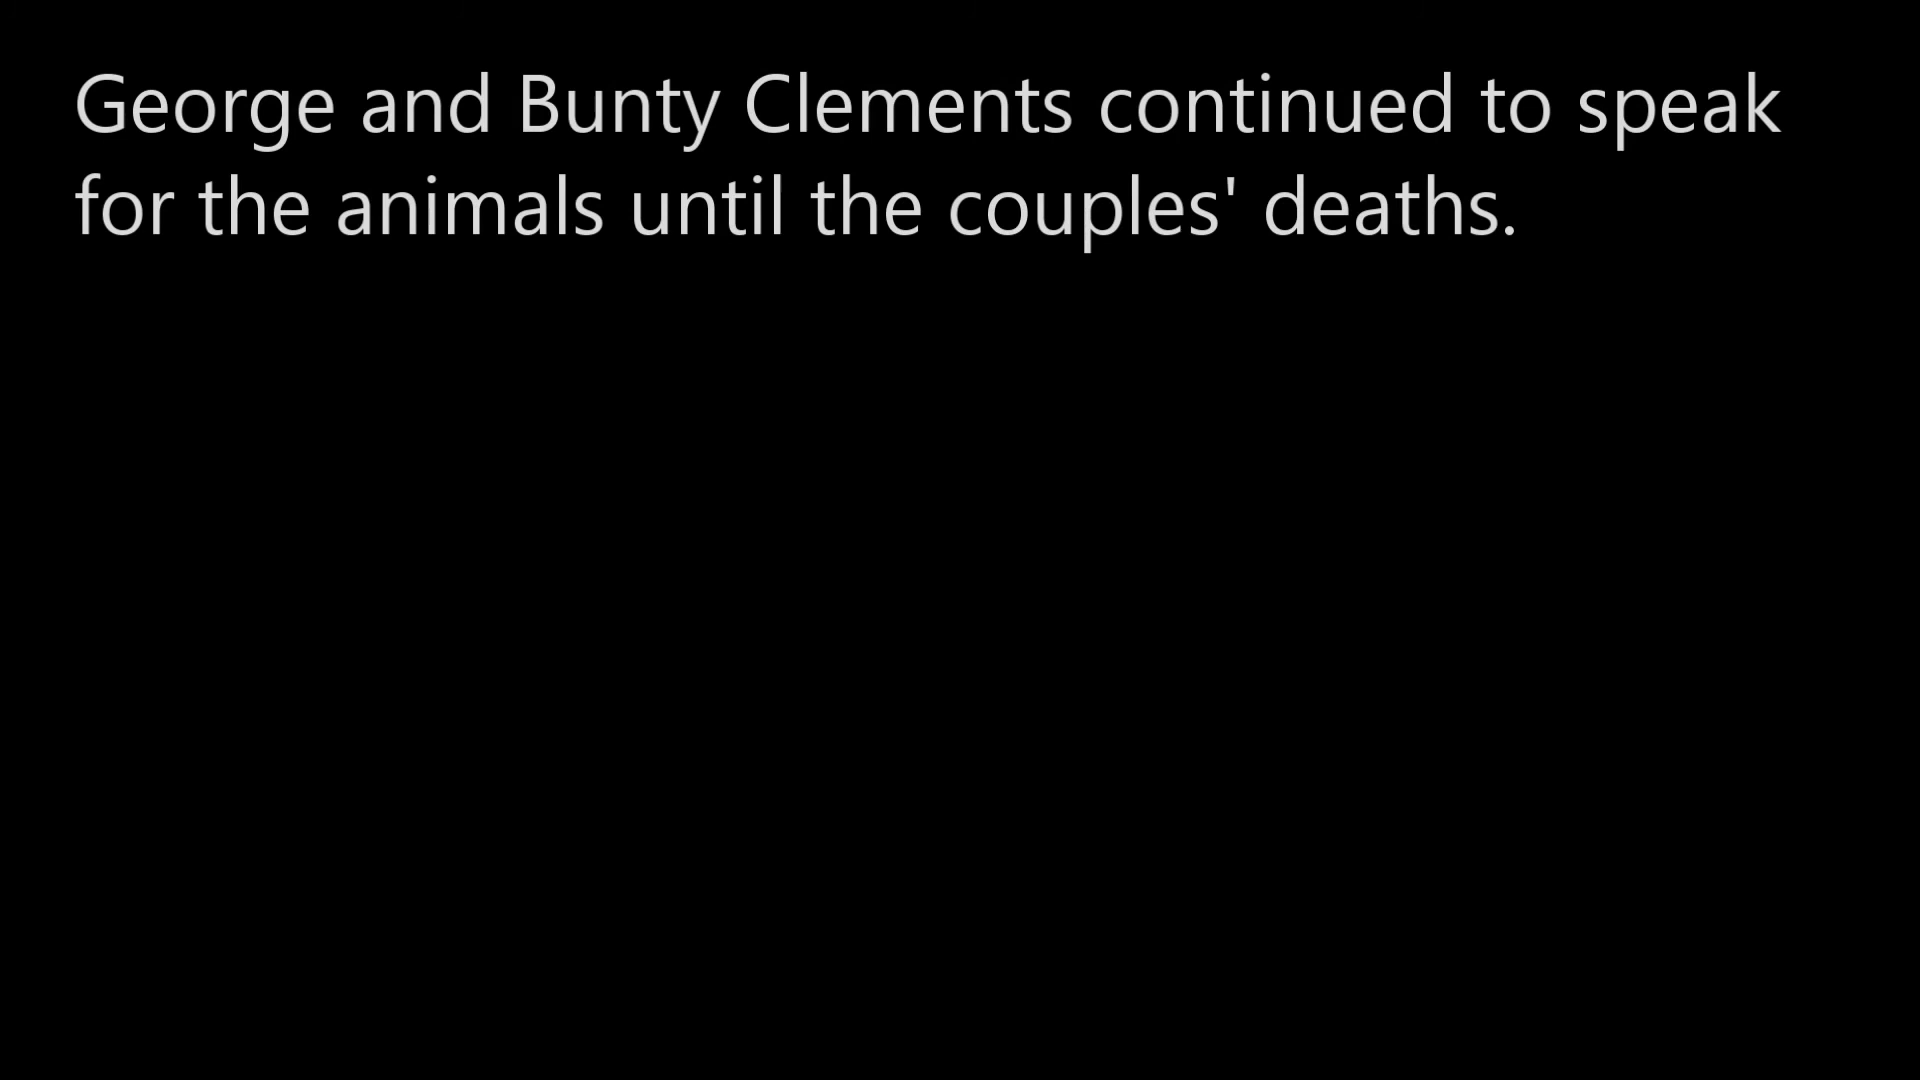 George and Bunty Clements continued to speak
for the animals until the couples' deaths.